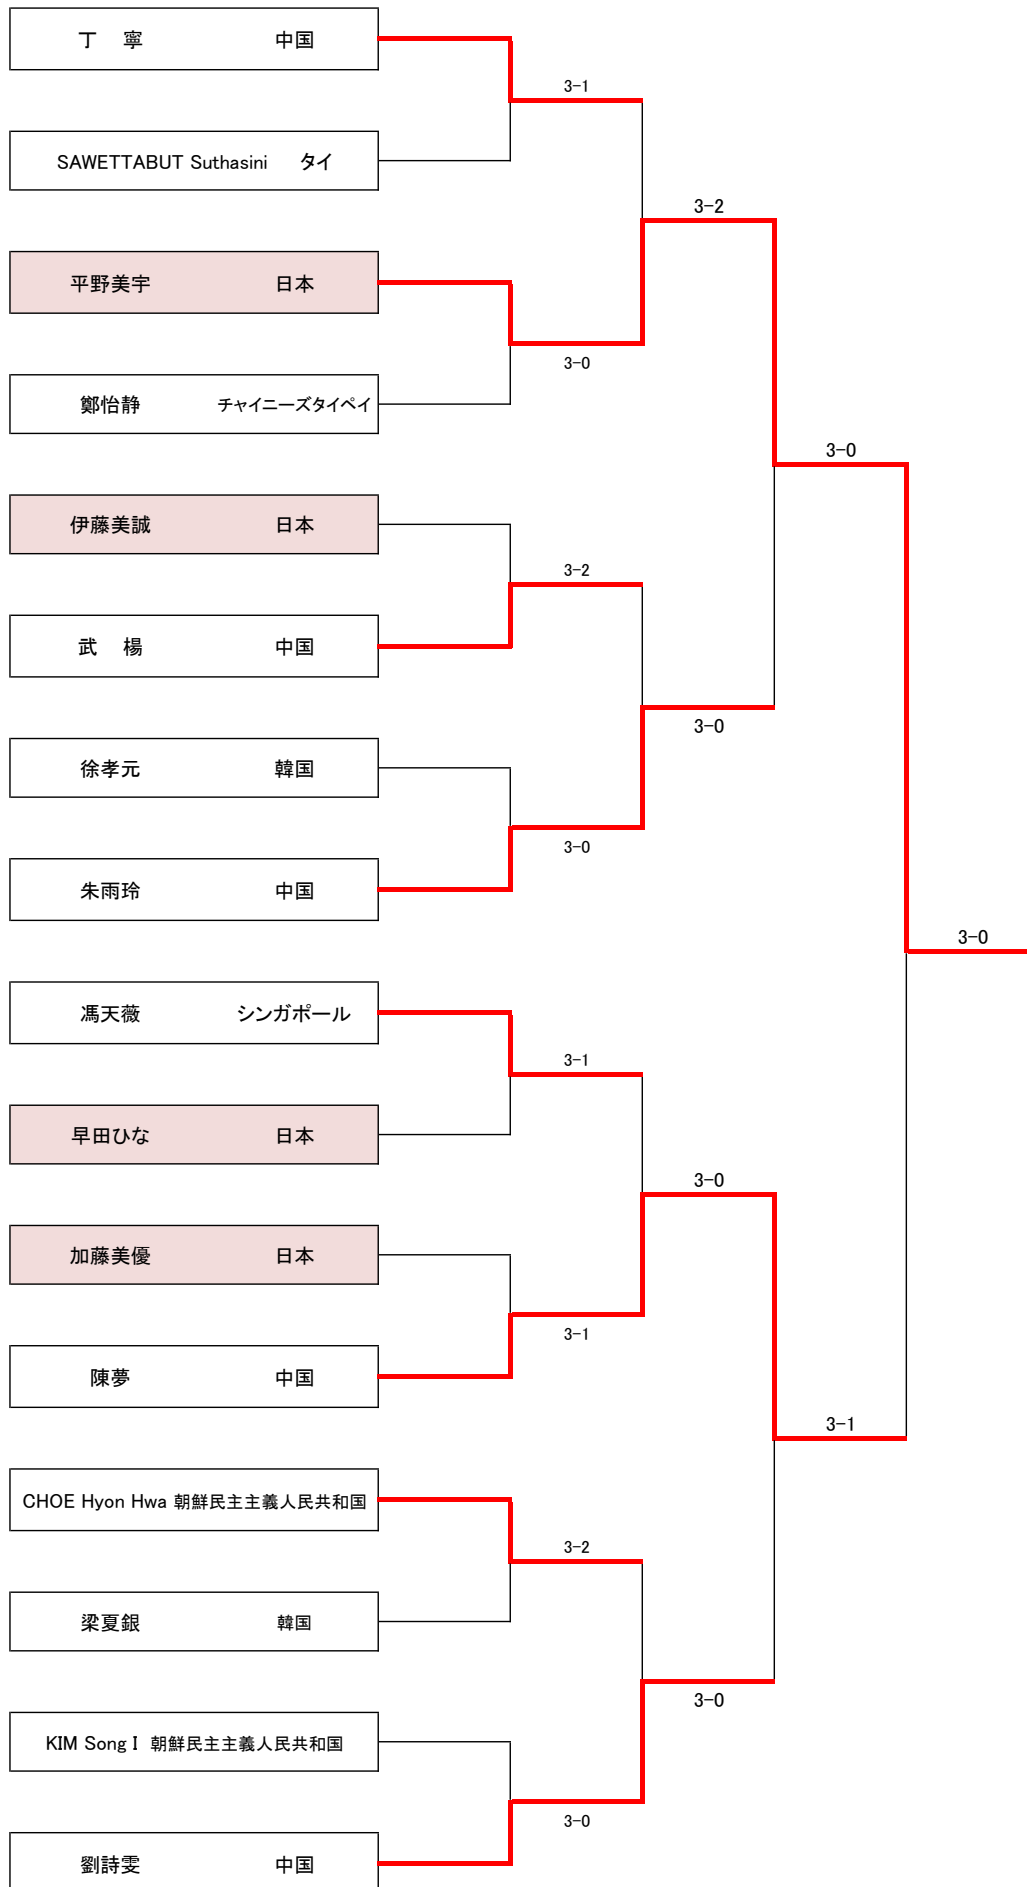 丁　寧　中国
3-1
SAWETTABUT Suthasini　タイ
3-2
平野美宇　日本
3-0
鄭怡静　チャイニーズタイペイ
3-0
伊藤美誠　日本
3-2
武　楊　中国
3-0
徐孝元　韓国
3-0
朱雨玲　中国
3-0
馮天薇　シンガポール
3-1
早田ひな　日本
3-0
加藤美優　日本
3-1
陳夢　中国
3-1
CHOE Hyon Hwa 朝鮮民主主義人民共和国
3-2
梁夏銀　韓国
3-0
KIM Song I 朝鮮民主主義人民共和国
3-0
劉詩雯　中国